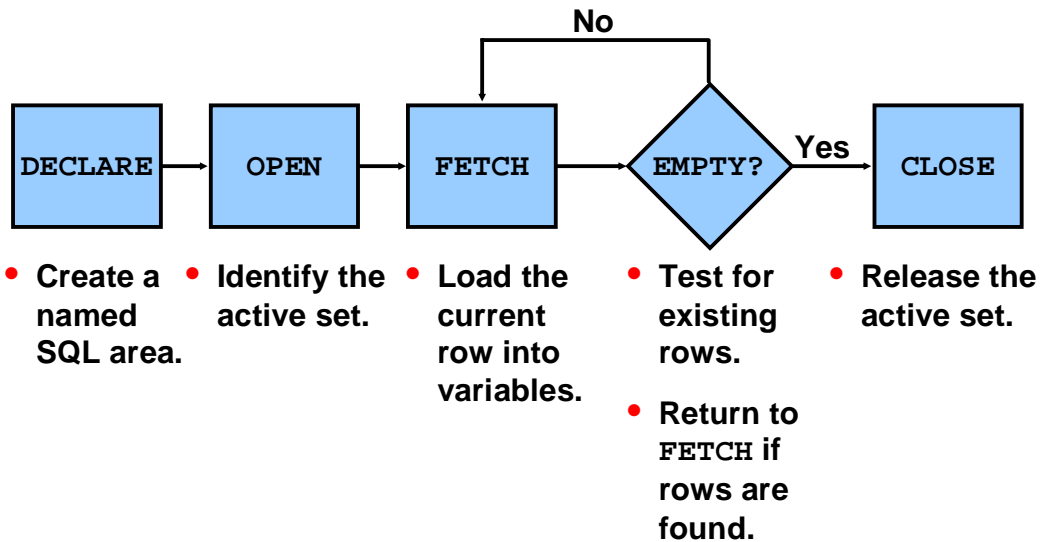 No
DECLARE
OPEN
FETCH
EMPTY?
Yes
CLOSE
• Create a
named
SQL area.
• Identify the
active set.
• Load the
current
row into
variables.
• Test for
existing
rows.
• Return to
FETCH if
rows are
found.
• Release the
active set.